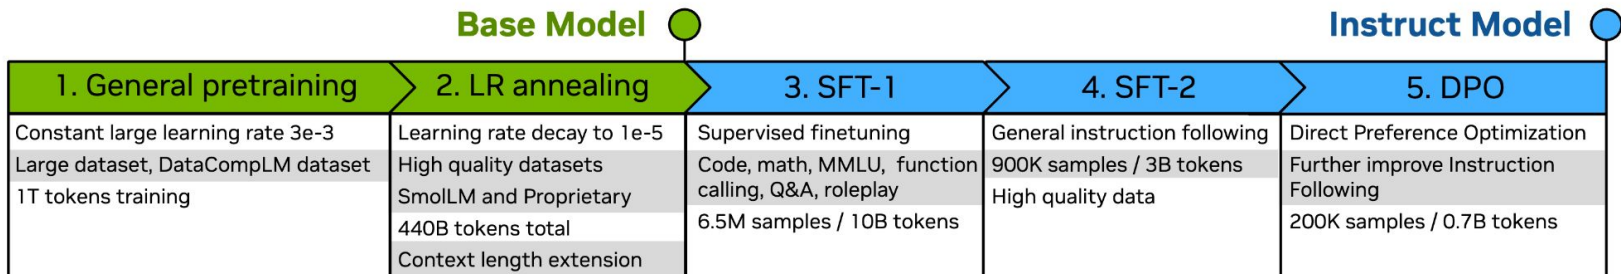 Base Model
Instruct Model
1. General pretraining
2. LR annealing
3. SFT-1
4. SFT-2
5. DPO
Constant large learning rate 3e-3
Large dataset, DataCompLM dataset
1T tokens training
Learning rate decay to 1e-5
High quality datasets
SmolLM and Proprietary
440B tokens total
Context length extension
Supervised finetuning
Code, math, MMLU, function
calling, Q&A, roleplay
6.5M samples / 10B tokens
General instruction following
900K samples / 3B tokens
High quality data
Direct Preference Optimization
Further improve Instruction
Following
200K samples / 0.7B tokens